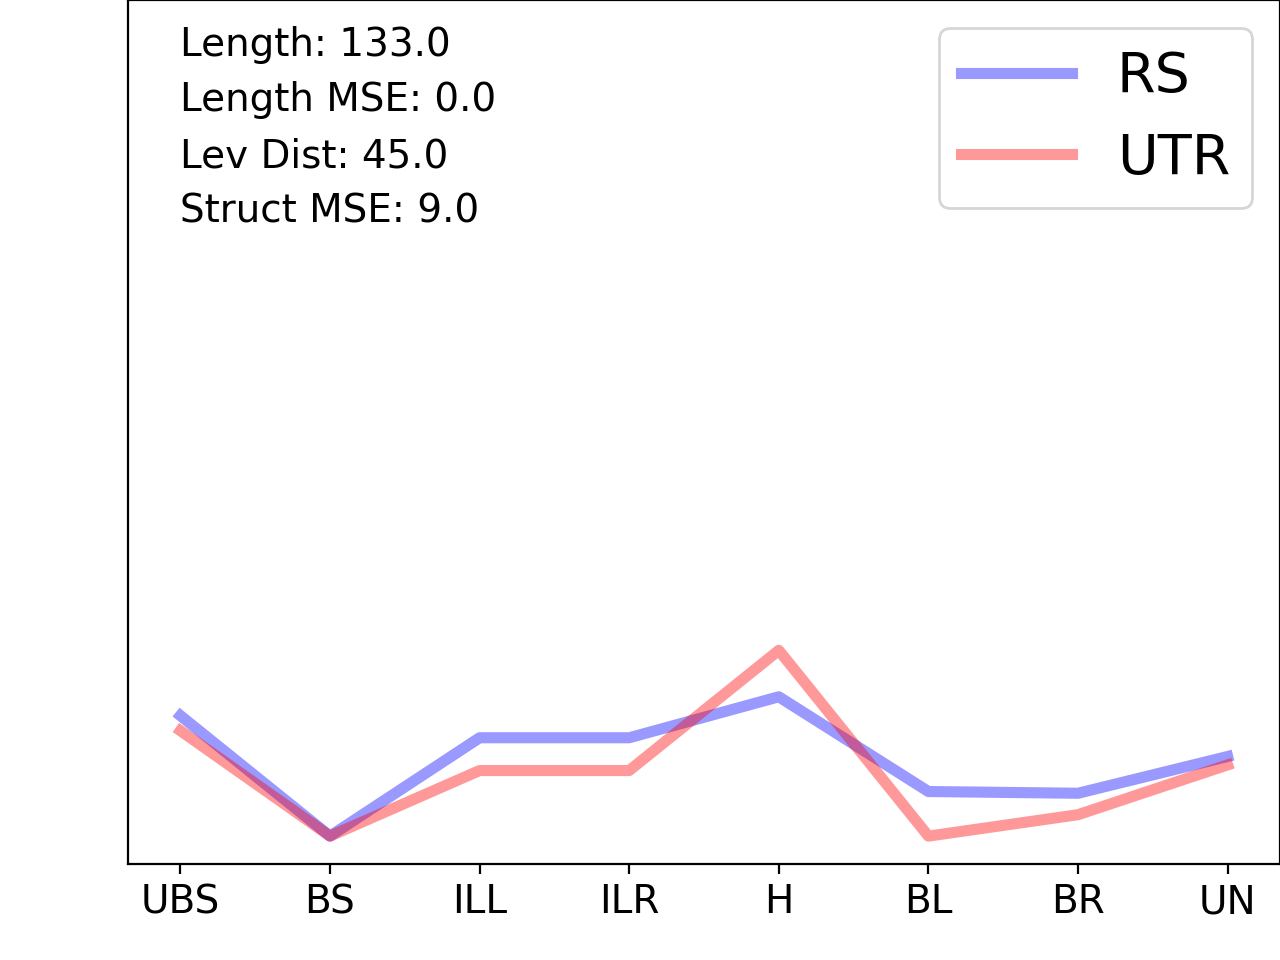 Length: 133.0
Length MSE: 0.0
Lev Dist: 45.0
Struct MSE: 9.0
RS
UTR
UBS BS ILL ILR H BL BR UN